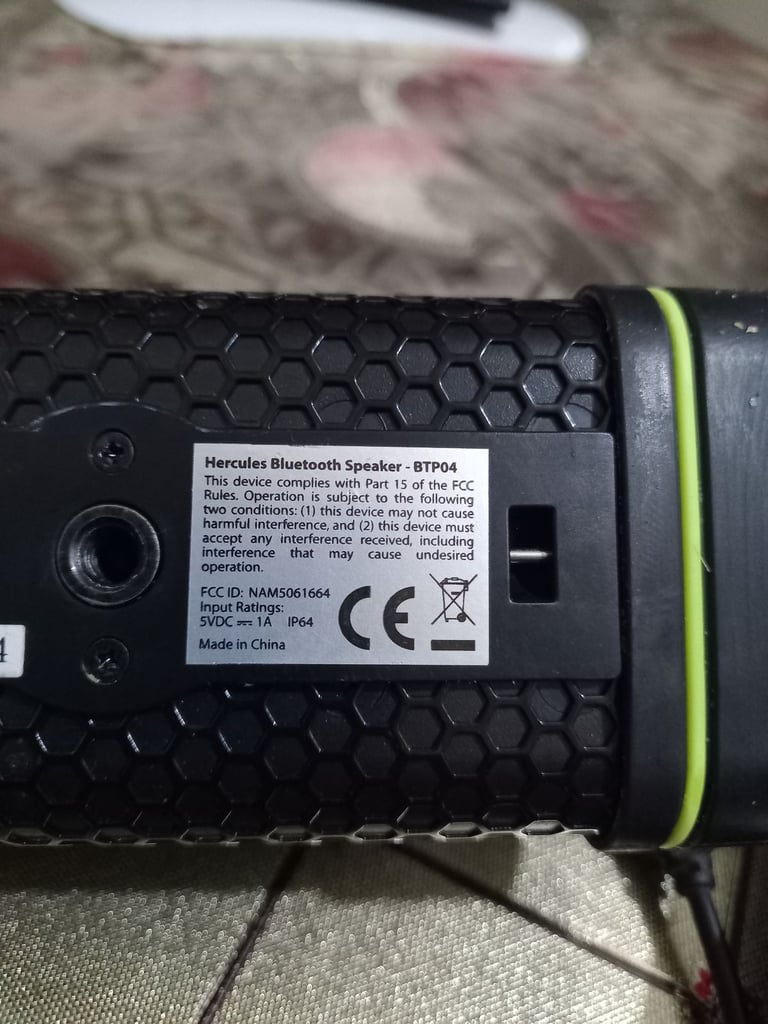 Hercules Bluetooth Speaker - BTP04
This device complies with Part 15 of the FCC
Rules. Operation is subject to the following
two conditions: (1) this device may not cause
harmful interference, and (2) this device must
accept any interference received, including
interference that may cause undesired
operation.
FCC ID: NAM5061664
Input Ratings:
5VDC ⎓ 1A IP64
CE
Made in China
4